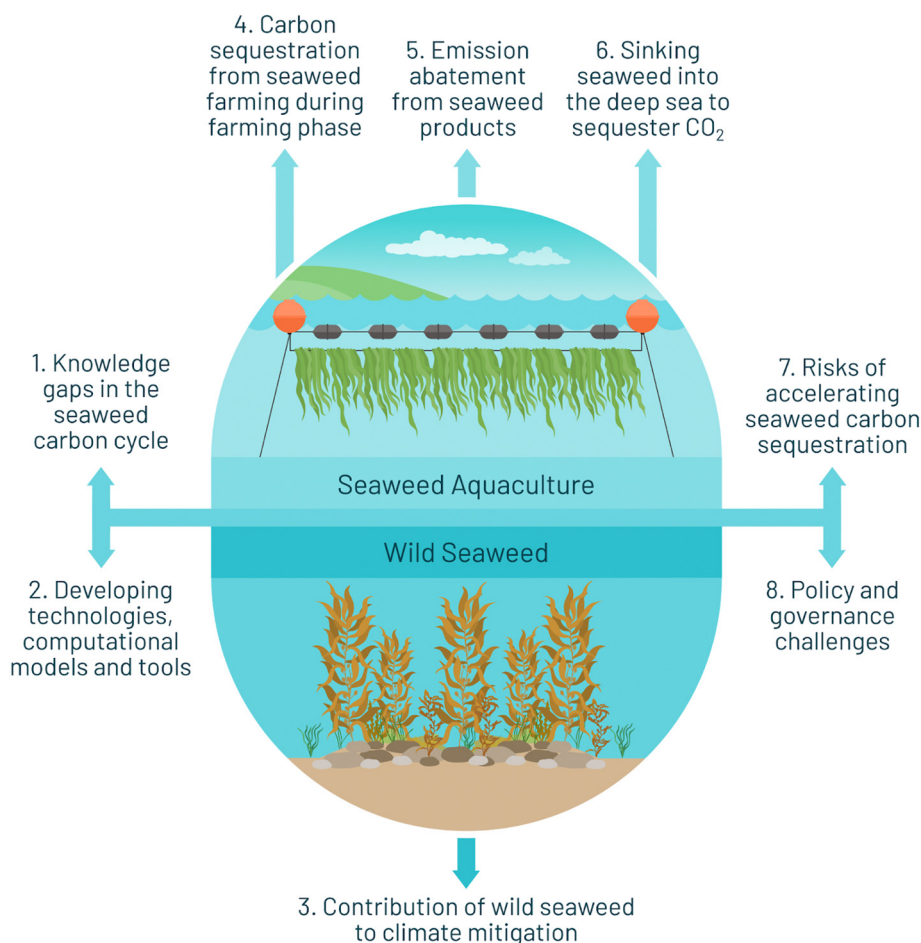 4. Carbon
sequestration
from seaweed
farming during
farming phase
5. Emission
abatement
from seaweed
products
6. Sinking
seaweed into
the deep sea to
sequester CO₂
1. Knowledge
gaps in the
seaweed
carbon cycle
7. Risks of
accelerating
seaweed carbon
sequestration
Seaweed Aquaculture
Wild Seaweed
2. Developing
technologies,
computational
models and tools
8. Policy and
governance
challenges
3. Contribution of wild seaweed
to climate mitigation